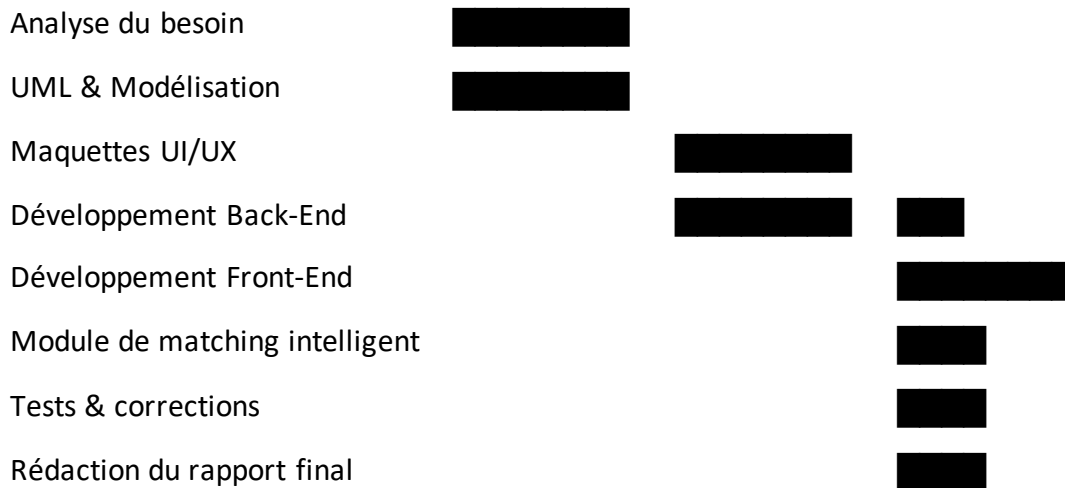 Analyse du besoin
UML & Modélisation
Maquettes UI/UX
Développement Back-End
Développement Front-End
Module de matching intelligent
Tests & corrections
Rédaction du rapport final